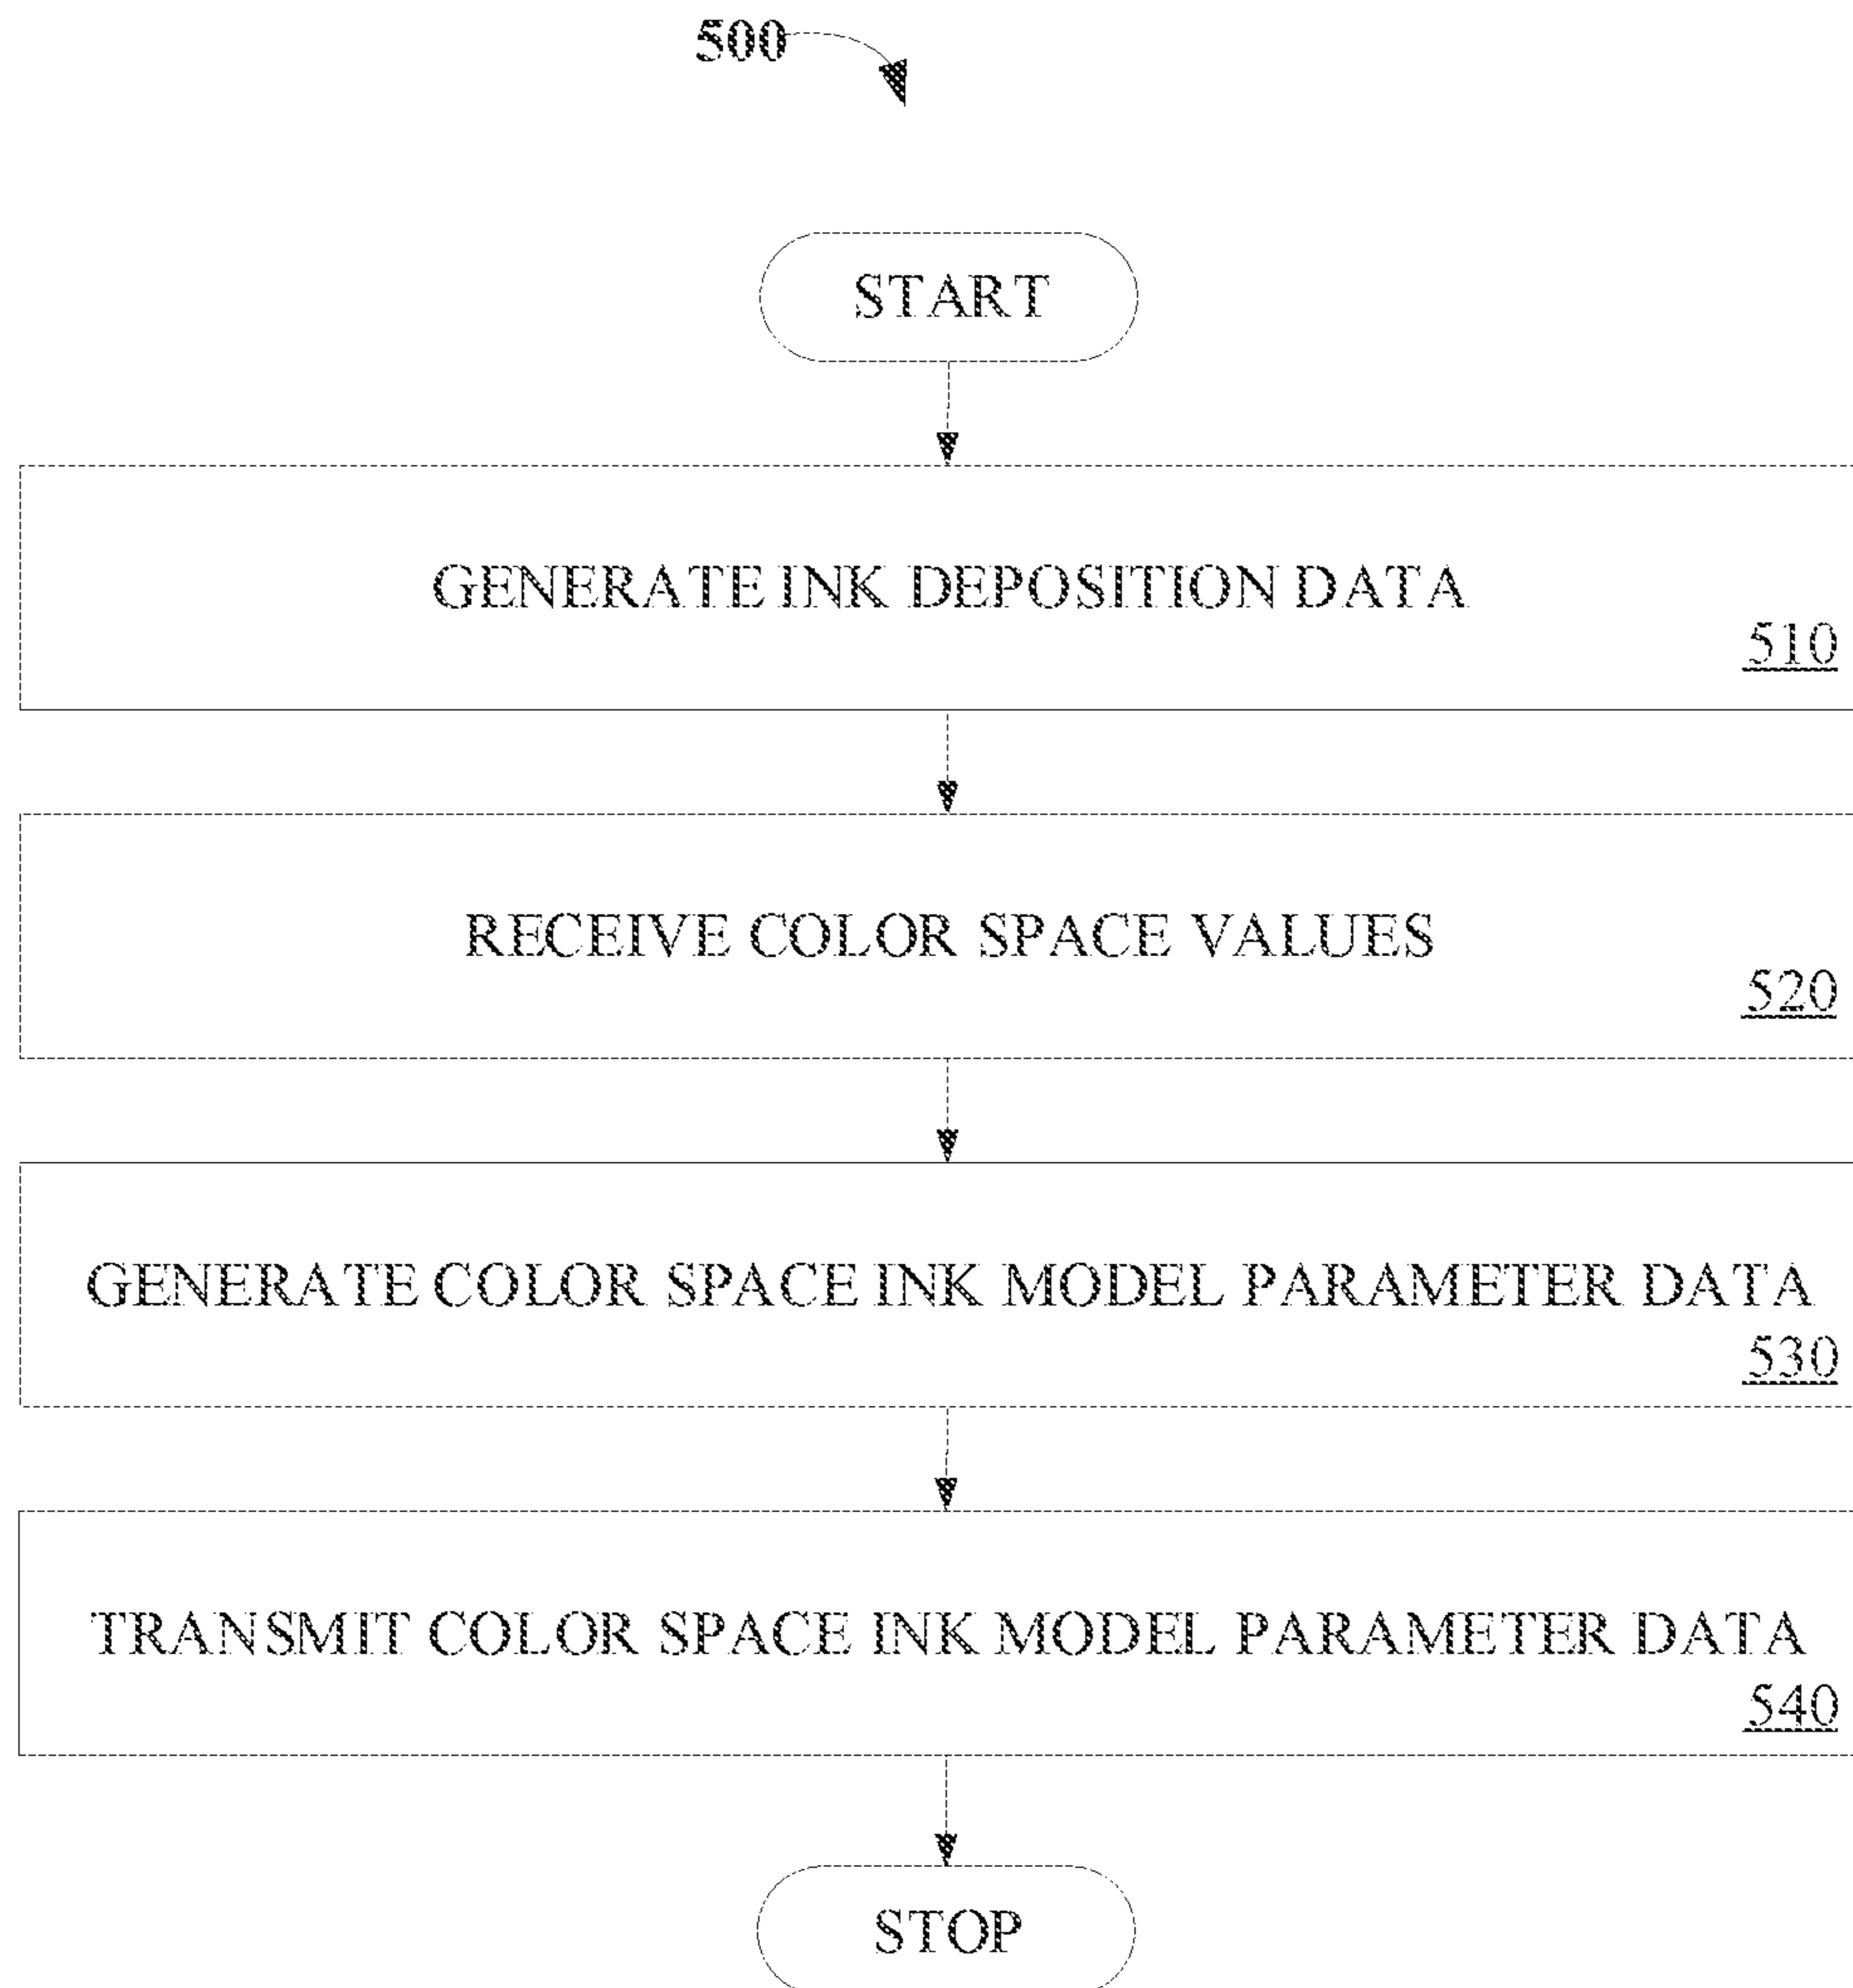 500
START
GENERATE INK DEPOSITION DATA
510
RECEIVE COLOR SPACE VALUES
520
GENERATE COLOR SPACE INK MODEL PARAMETER DATA
530
TRANSMIT COLOR SPACE INK MODEL PARAMETER DATA
540
STOP